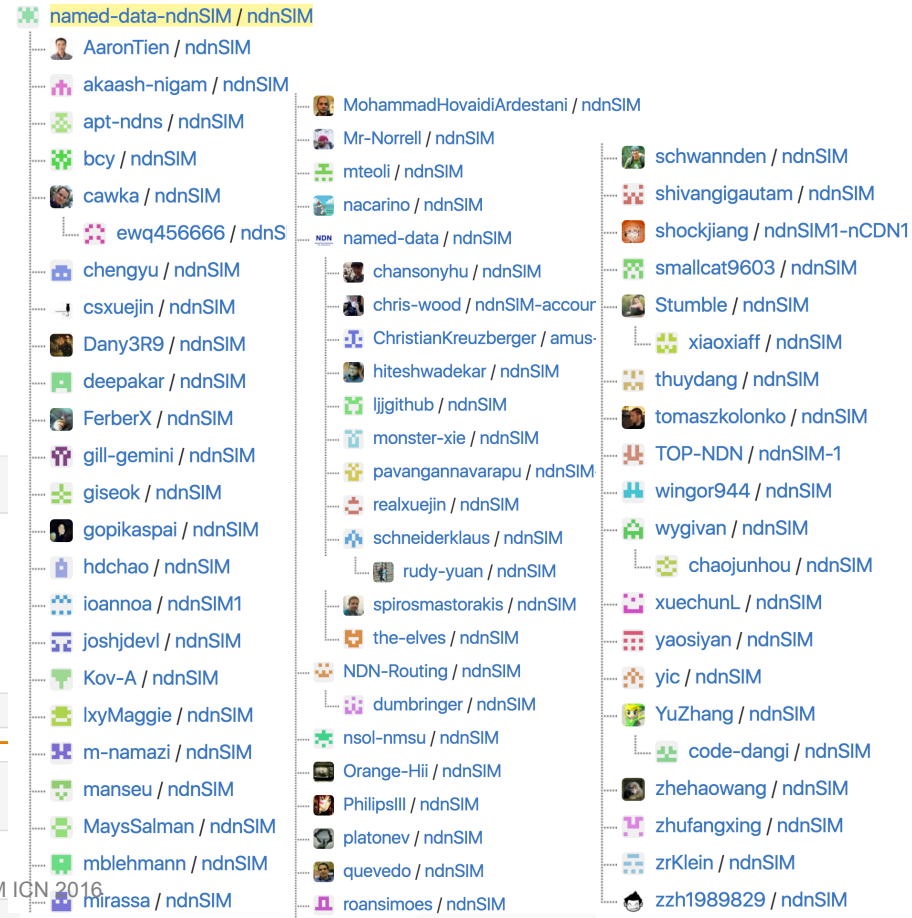 named-data-ndnSIM / ndnSIM
AaronTien / ndnSIM
akaash-nigam / ndnSIM
apt-ndns / ndnSIM
bcy / ndnSIM
cawka / ndnSIM
ewq456666 / ndnS
chengyu / ndnSIM
csxuejin / ndnSIM
Dany3R9 / ndnSIM
deepakar / ndnSIM
FerberX / ndnSIM
gill-gemini / ndnSIM
giseok / ndnSIM
gopikaspai / ndnSIM
hdchao / ndnSIM
ioannoa / ndnSIM1
joshjdevl / ndnSIM
Kov-A / ndnSIM
lxyMaggie / ndnSIM
m-namazi / ndnSIM
manseu / ndnSIM
MaysSalman / ndnSIM
mblehmann / ndnSIM
M ICN 2016
mirassa / ndnSIM
MohammadHovaidiArdestani / ndnSIM
Mr-Norrell / ndnSIM
mteoli / ndnSIM
nacarino / ndnSIM
NDN named-data / ndnSIM
chansonyhu / ndnSIM
chris-wood / ndnSIM-accour
ChristianKreuzberger / amus-
hiteshwadekar / ndnSIM
ljjgithub / ndnSIM
monster-xie / ndnSIM
pavangannavarapu / ndnSIM-
realxuejin / ndnSIM
schneiderklaus / ndnSIM
rudy-yuan / ndnSIM
spirosmastorakis / ndnSIM
the-elves / ndnSIM
NDN-Routing / ndnSIM
dumbringer / ndnSIM
nsol-nmsu / ndnSIM
Orange-Hii / ndnSIM
PhilipsIII / ndnSIM
platonev / ndnSIM
quevedo / ndnSIM
roansimoes / ndnSIM
schwannden / ndnSIM
shivangigautam / ndnSIM
shockjiang / ndnSIM1-nCDN1
smallcat9603 / ndnSIM
Stumble / ndnSIM
xiaoxiaff / ndnSIM
thuydang / ndnSIM
tomaszkolonko / ndnSIM
TOP-NDN / ndnSIM-1
wingor944 / ndnSIM
wygivan / ndnSIM
chaojunhou / ndnSIM
xuechunL / ndnSIM
yaosiyan / ndnSIM
yic / ndnSIM
YuZhang / ndnSIM
code-dangi / ndnSIM
zhehaowang / ndnSIM
zhufangxing / ndnSIM
zrKlein / ndnSIM
zzh1989829 / ndnSIM